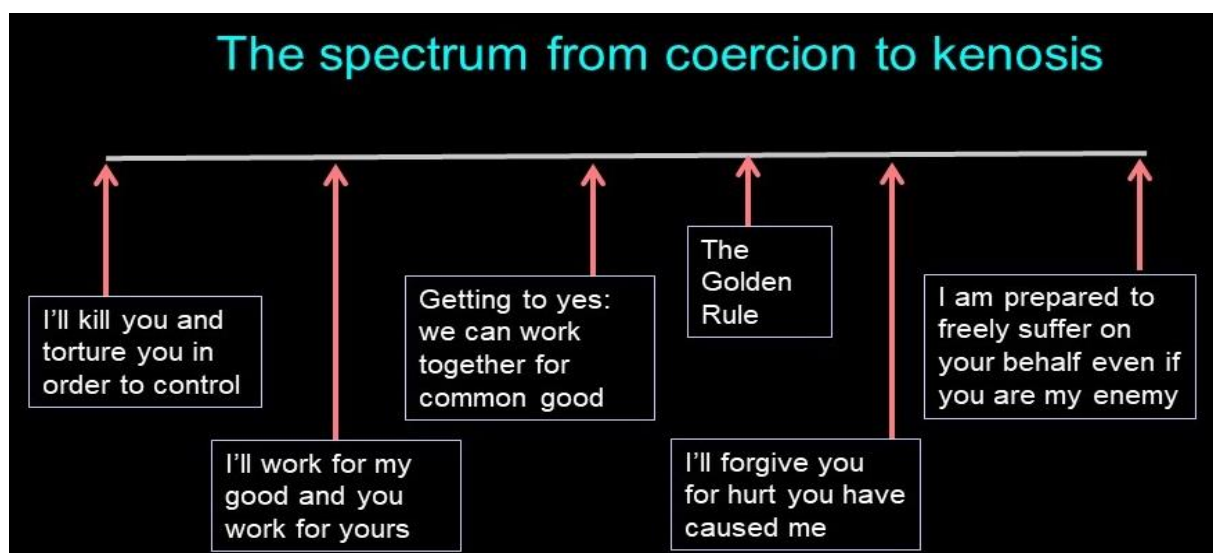 The spectrum from coercion to kenosis
I'll kill you and
torture you in
order to control
I'll work for my
good and you
work for yours
Getting to yes:
we can work
together for
common good
The
Golden
Rule
I'll forgive you
for hurt you have
caused me
I am prepared to
freely suffer on
your behalf even if
you are my enemy